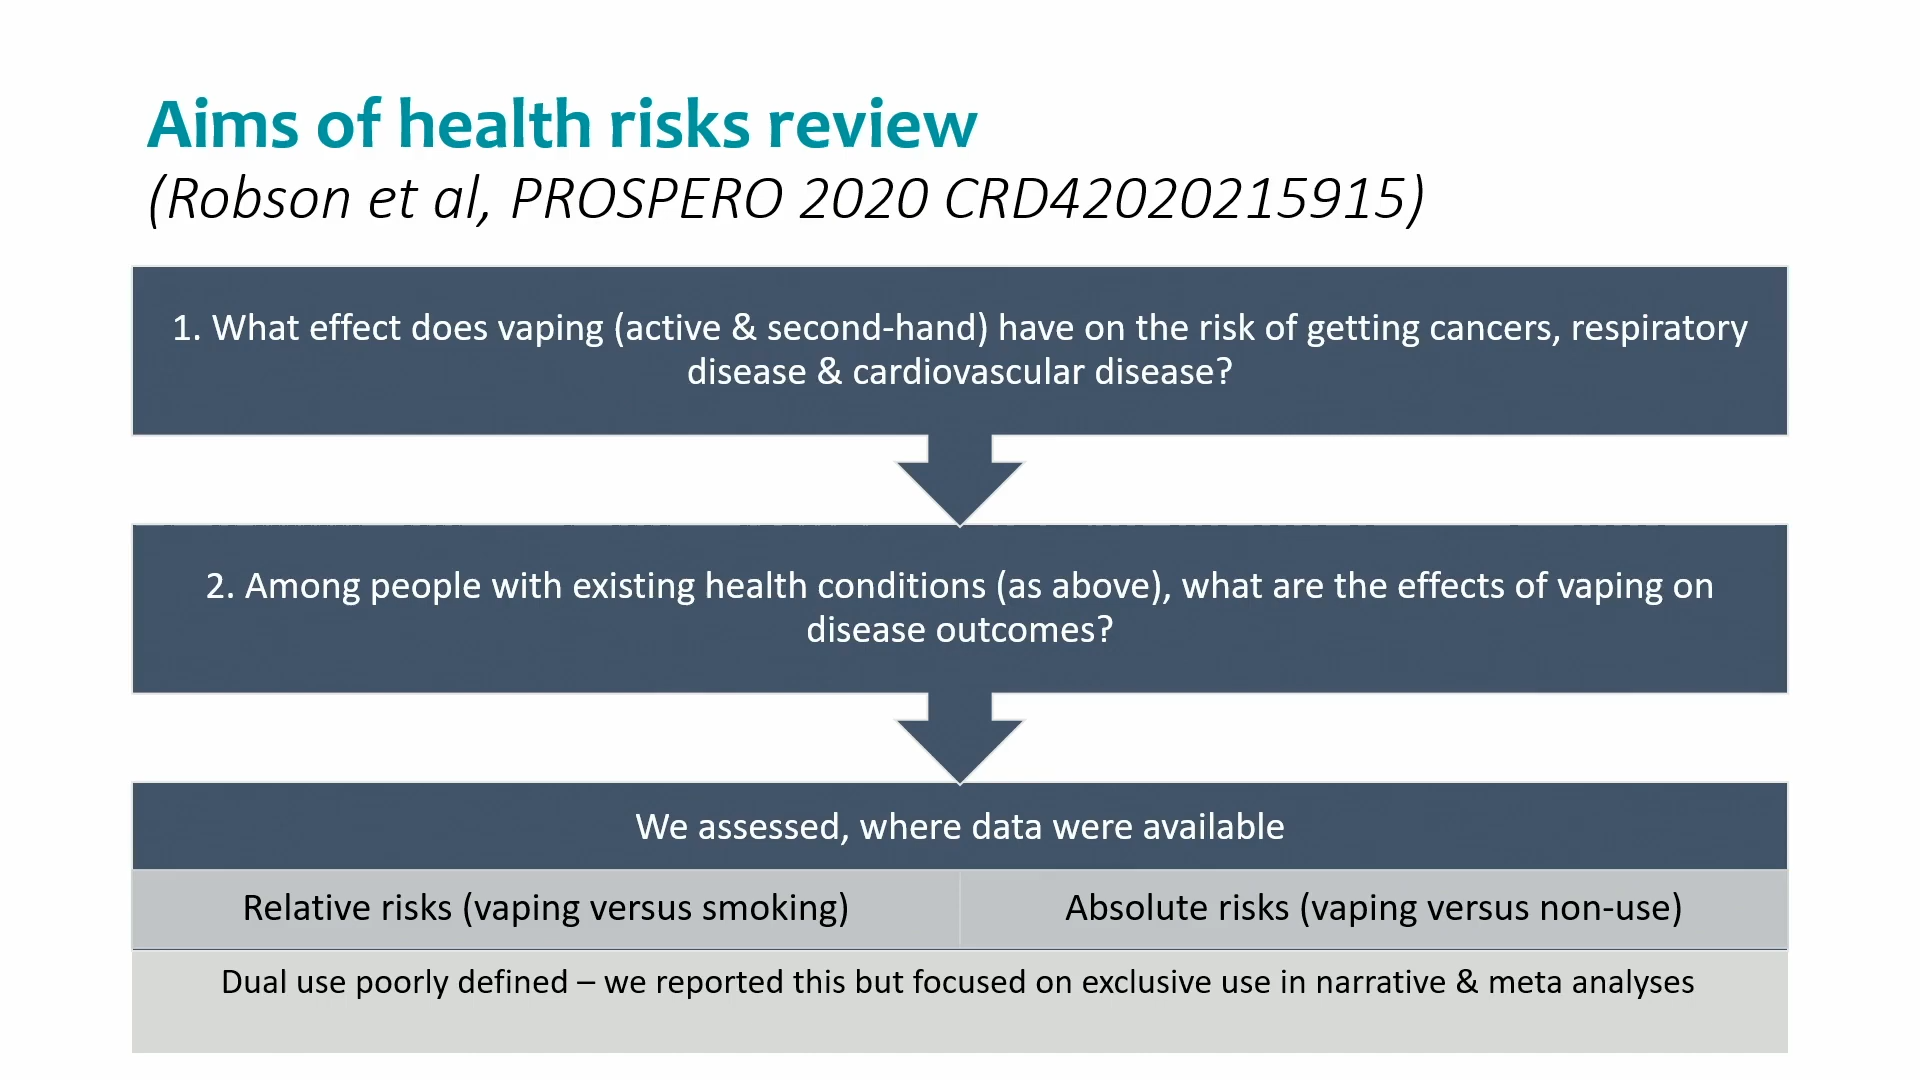 Aims of health risks review
(Robson et al, PROSPERO 2020 CRD42020215915)
1. What effect does vaping (active & second-hand) have on the risk of getting cancers, respiratory
disease & cardiovascular disease?
2. Among people with existing health conditions (as above), what are the effects of vaping on
disease outcomes?
We assessed, where data were available
Relative risks (vaping versus smoking)
Absolute risks (vaping versus non-use)
Dual use poorly defined – we reported this but focused on exclusive use in narrative & meta analyses